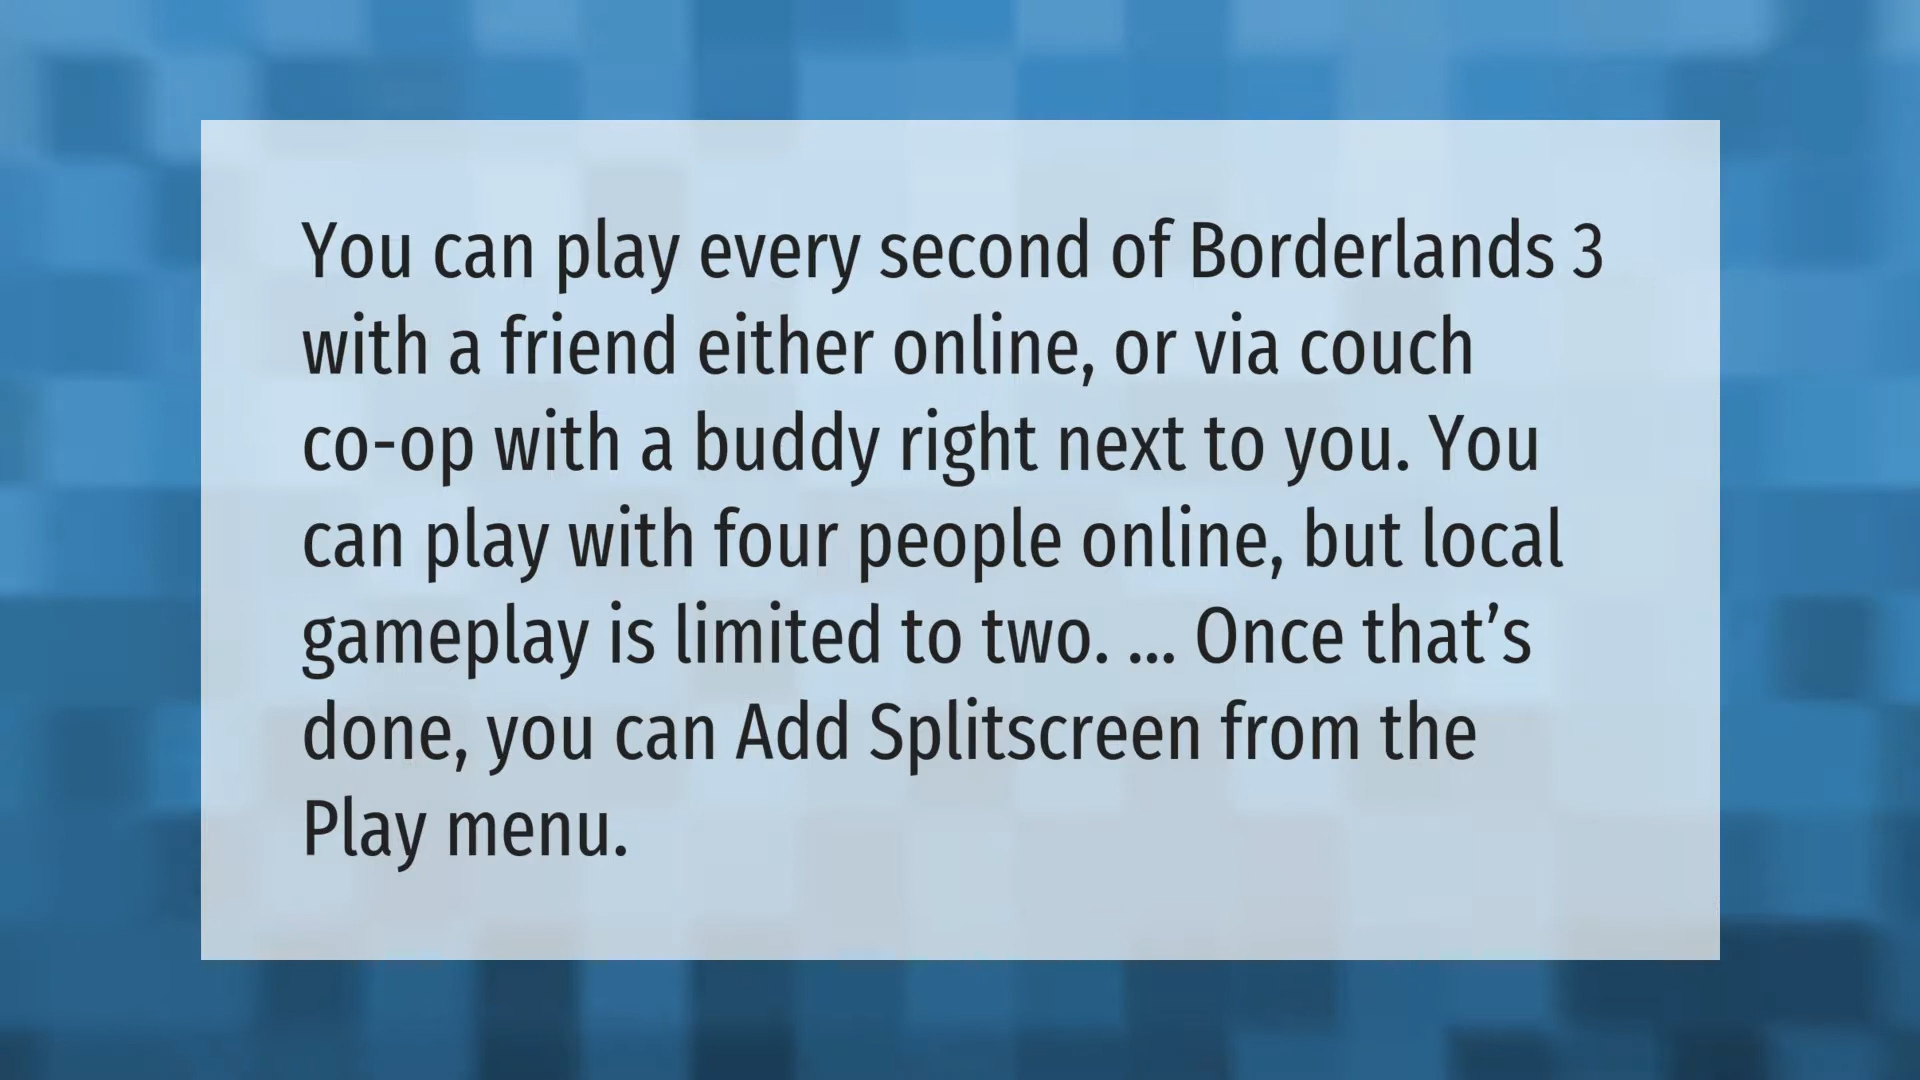 You can play every second of Borderlands 3
with a friend either online, or via couch
co-op with a buddy right next to you. You
can play with four people online, but local
gameplay is limited to two. ... Once that’s
done, you can Add Splitscreen from the
Play menu.